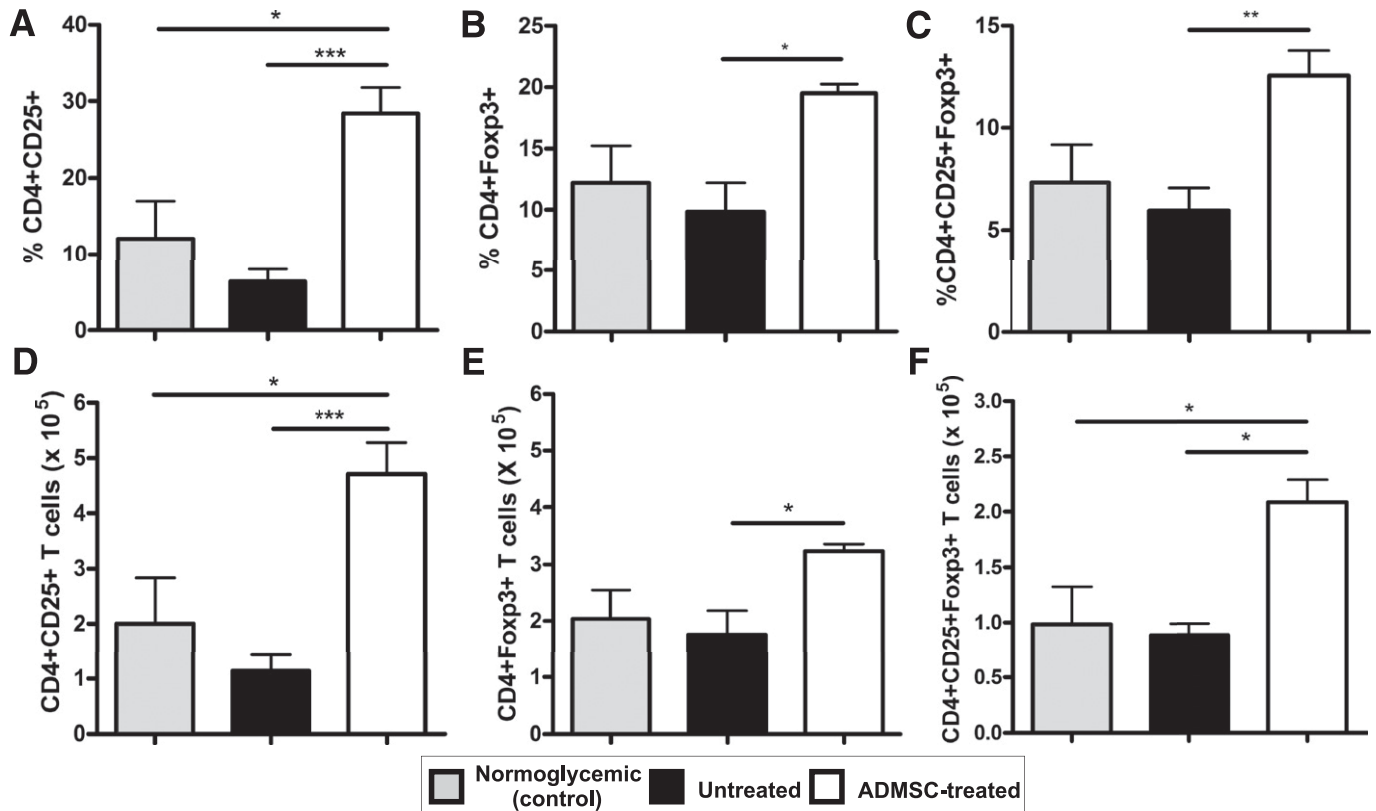 A
% CD4+CD25+
40
30
20
10
0
*
***
B
% CD4+Foxp3+
25
20
15
10
5
0
*
C
%CD4+CD25+Foxp3+
15
10
5
0
**
D
CD4+CD25+ T cells (x 10⁵)
6
5
4
3
2
1
0
*
***
E
CD4+Foxp3+ T cells (X 10⁵)
6
5
4
3
2
1
0
*
F
CD4+CD25+Foxp3+ T cells (x 10⁵)
3.0
2.5
2.0
1.5
1.0
0.5
0.0
*
*
Normoglycemic
(control)
Untreated
ADMSC-treated